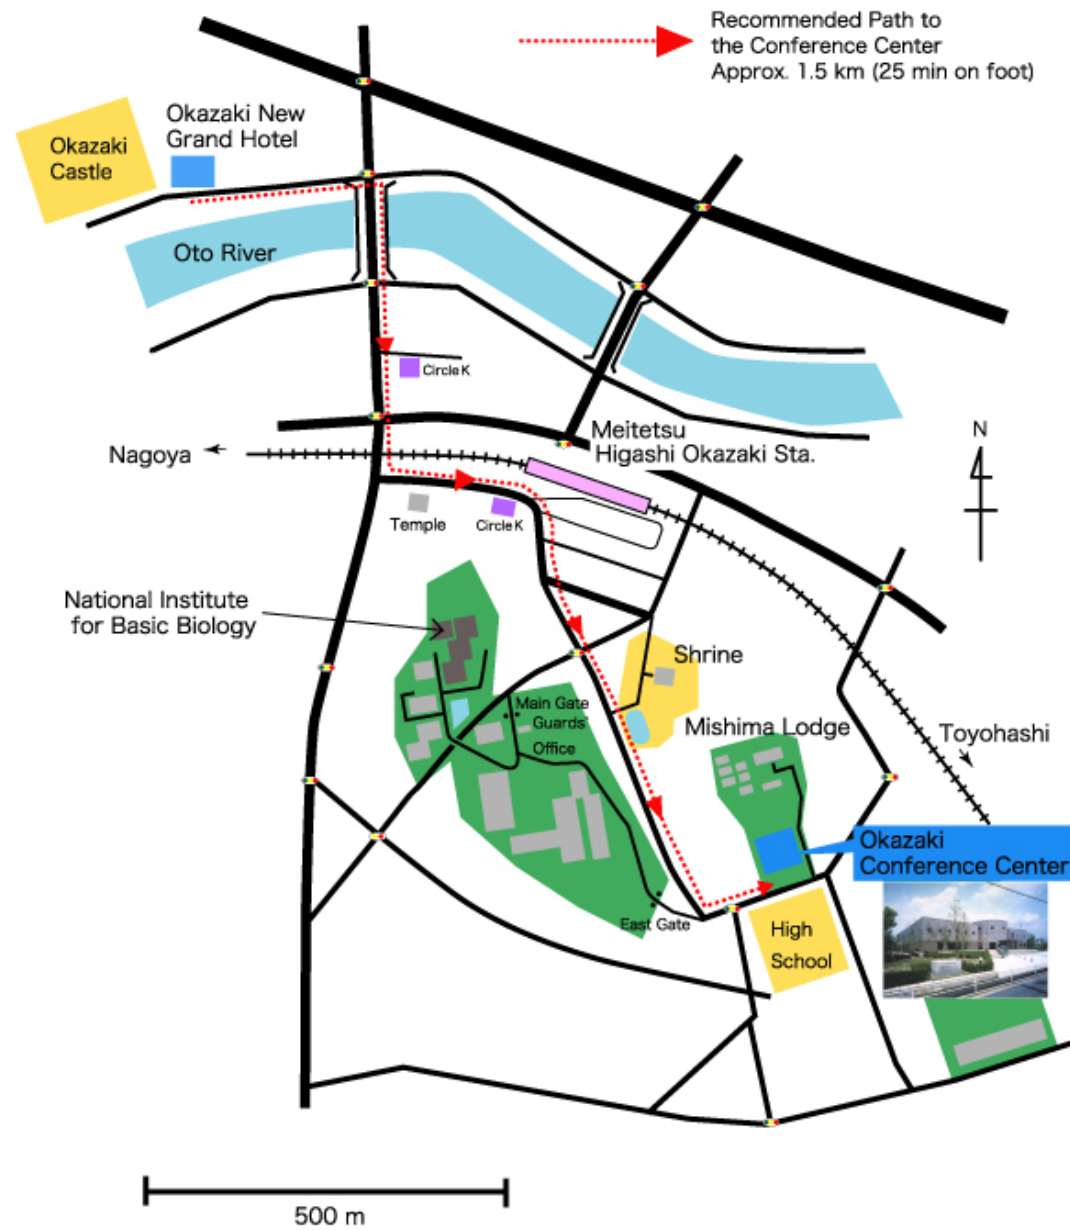 Recommended Path to
the Conference Center
Approx. 1.5 km (25 min on foot)
Okazaki New
Grand Hotel
Okazaki
Castle
Oto River
Circle K
N
Meitetsu
Higashi Okazaki Sta.
Nagoya
Temple
Circle K
National Institute
for Basic Biology
Shrine
Main Gate
Guards'
Office
Mishima Lodge
Toyohashi
Okazaki
Conference Center
East Gate
High
School
500 m